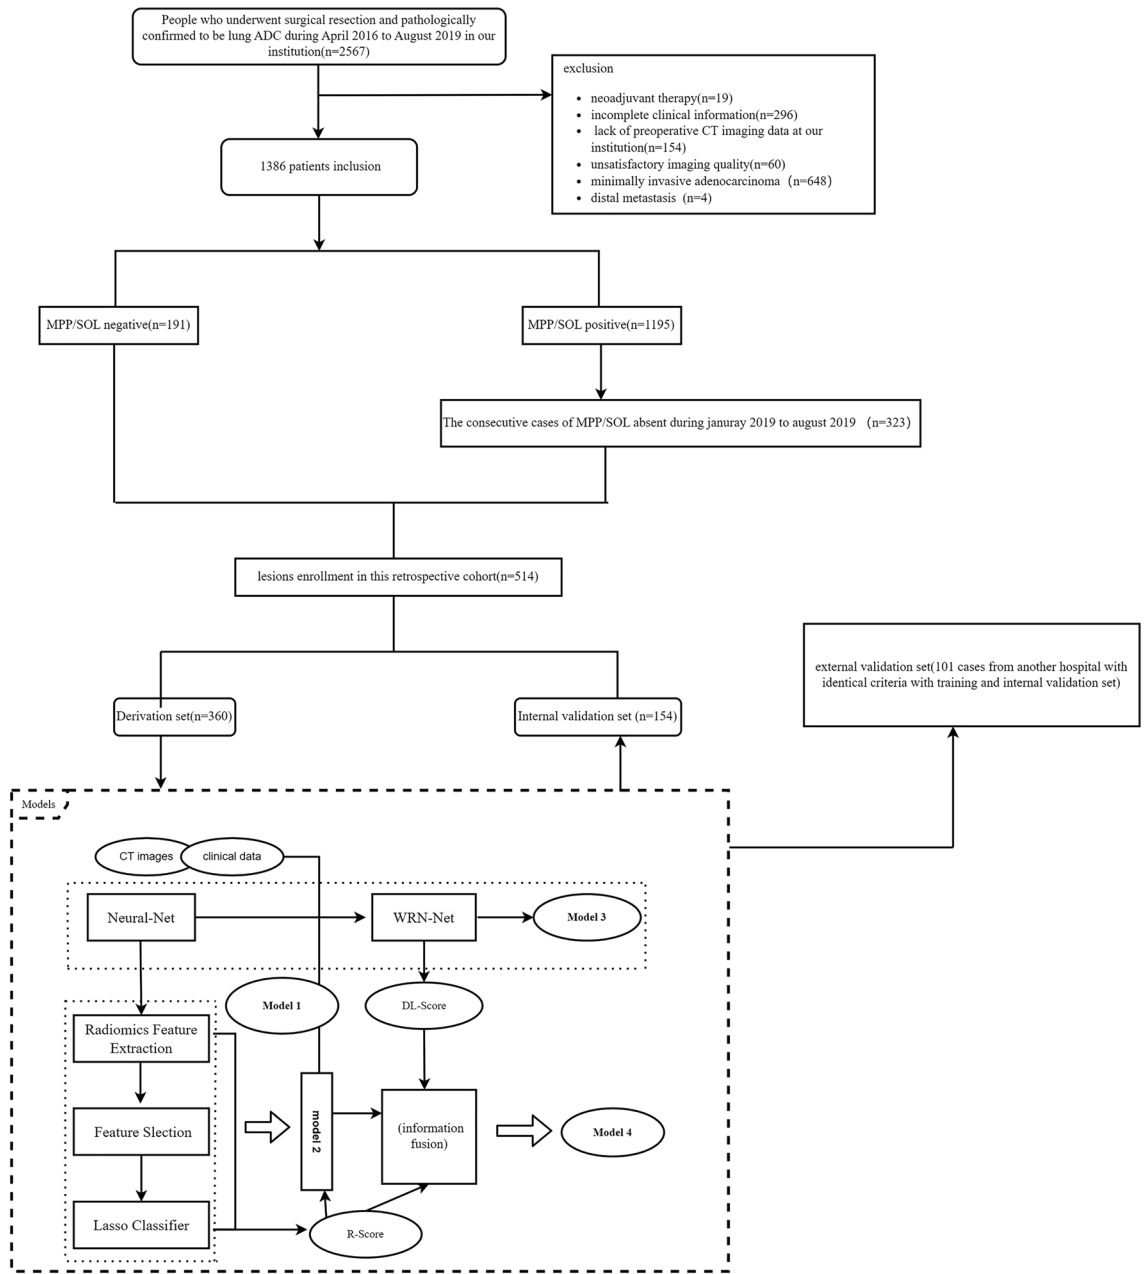 People who underwent surgical resection and pathologically
confirmed to be lung ADC during April 2016 to August 2019 in our
institution(n=2567)
exclusion
• neoadjuvant therapy(n=19)
• incomplete clinical information(n=296)
• lack of preoperative CT imaging data at our
institution(n=154)
• unsatisfactory imaging quality(n=60)
• minimally invasive adenocarcinoma (n=648)
• distal metastasis (n=4)
1386 patients inclusion
MPP/SOL negative(n=191)
MPP/SOL positive(n=1195)
The consecutive cases of MPP/SOL absent during januray 2019 to august 2019 (n=323)
lesions enrollment in this retrospective cohort(n=514)
external validation set(101 cases from another hospital with
identical criteria with training and internal validation set)
Derivation set(n=360)
Internal validation set (n=154)
Models
CT images
clinical data
Neural-Net
WRN-Net
Model 3
Model 1
DL-Score
Radiomics Feature
Extraction
Feature Slection
model 2
(information
fusion)
Model 4
Lasso Classifier
R-Score